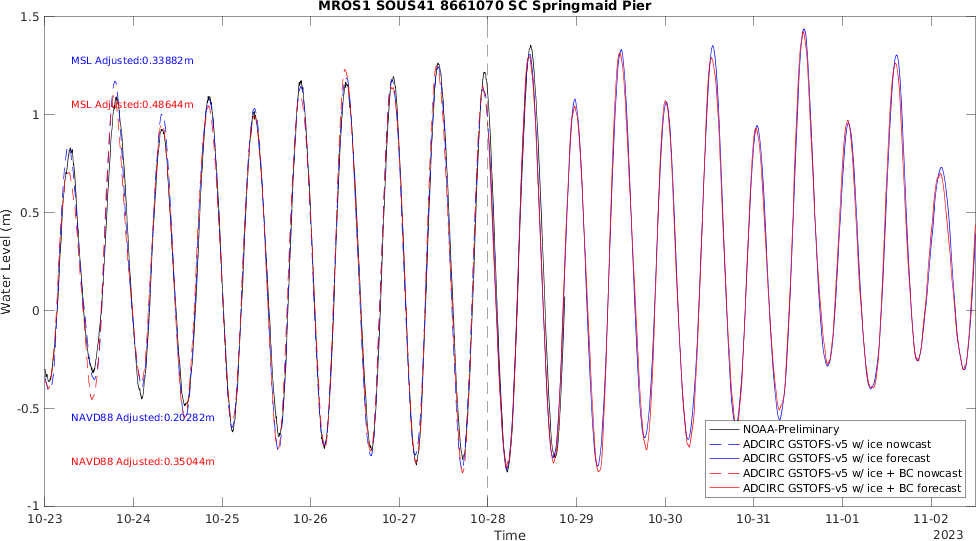 MROS1 SOUS41 8661070 SC Springmaid Pier
1.5
1
0.5
0
-0.5
-1
Water Level (m)
MSL Adjusted:0.33882m
MSL Adjusted:0.48644m
NAVD88 Adjusted:0.20282m
NAVD88 Adjusted:0.35044m
NOAA-Preliminary
ADCIRC GSTOFS-v5 w/ ice nowcast
ADCIRC GSTOFS-v5 w/ ice forecast
ADCIRC GSTOFS-v5 w/ ice + BC nowcast
ADCIRC GSTOFS-v5 w/ ice + BC forecast
10-23 10-24 10-25 10-26 10-27 10-28 10-29 10-30 10-31 11-01 11-02
Time
2023